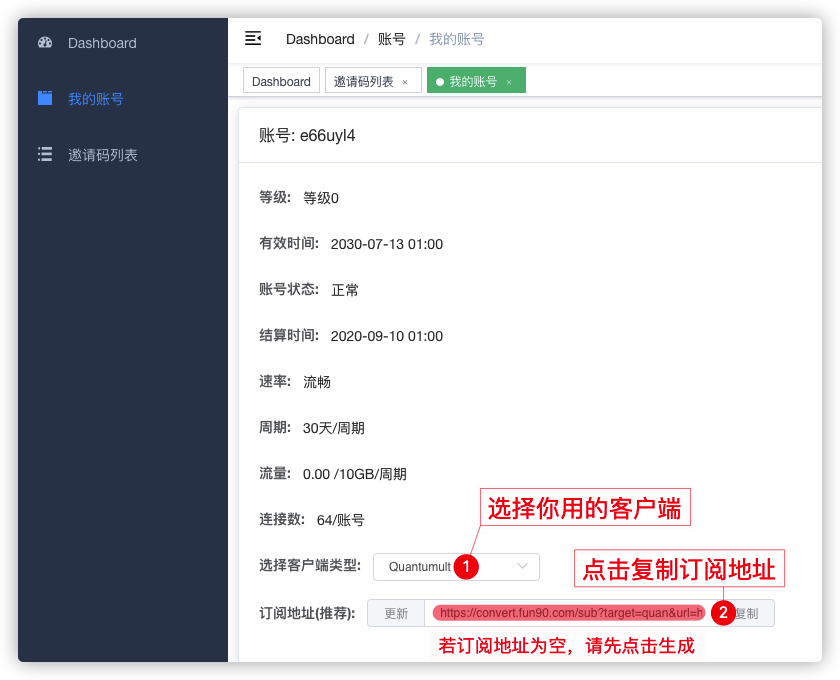 Dashboard
我的账号
邀请码列表
Dashboard / 账号 / 我的账号
Dashboard 邀请码列表 × 我的账号 ×
账号: e66uyl4
等级: 等级0
有效时间: 2030-07-13 01:00
账号状态: 正常
结算时间: 2020-09-10 01:00
速率: 流畅
周期: 30天/周期
流量: 0.00 /10GB/周期
选择你用的客户端
连接数: 64/账号
选择客户端类型: Quantumult 1
点击复制订阅地址
订阅地址(推荐): 更新 https://convert.fun90.com/sub?target=quan&url=h 2 复制
若订阅地址为空，请先点击生成